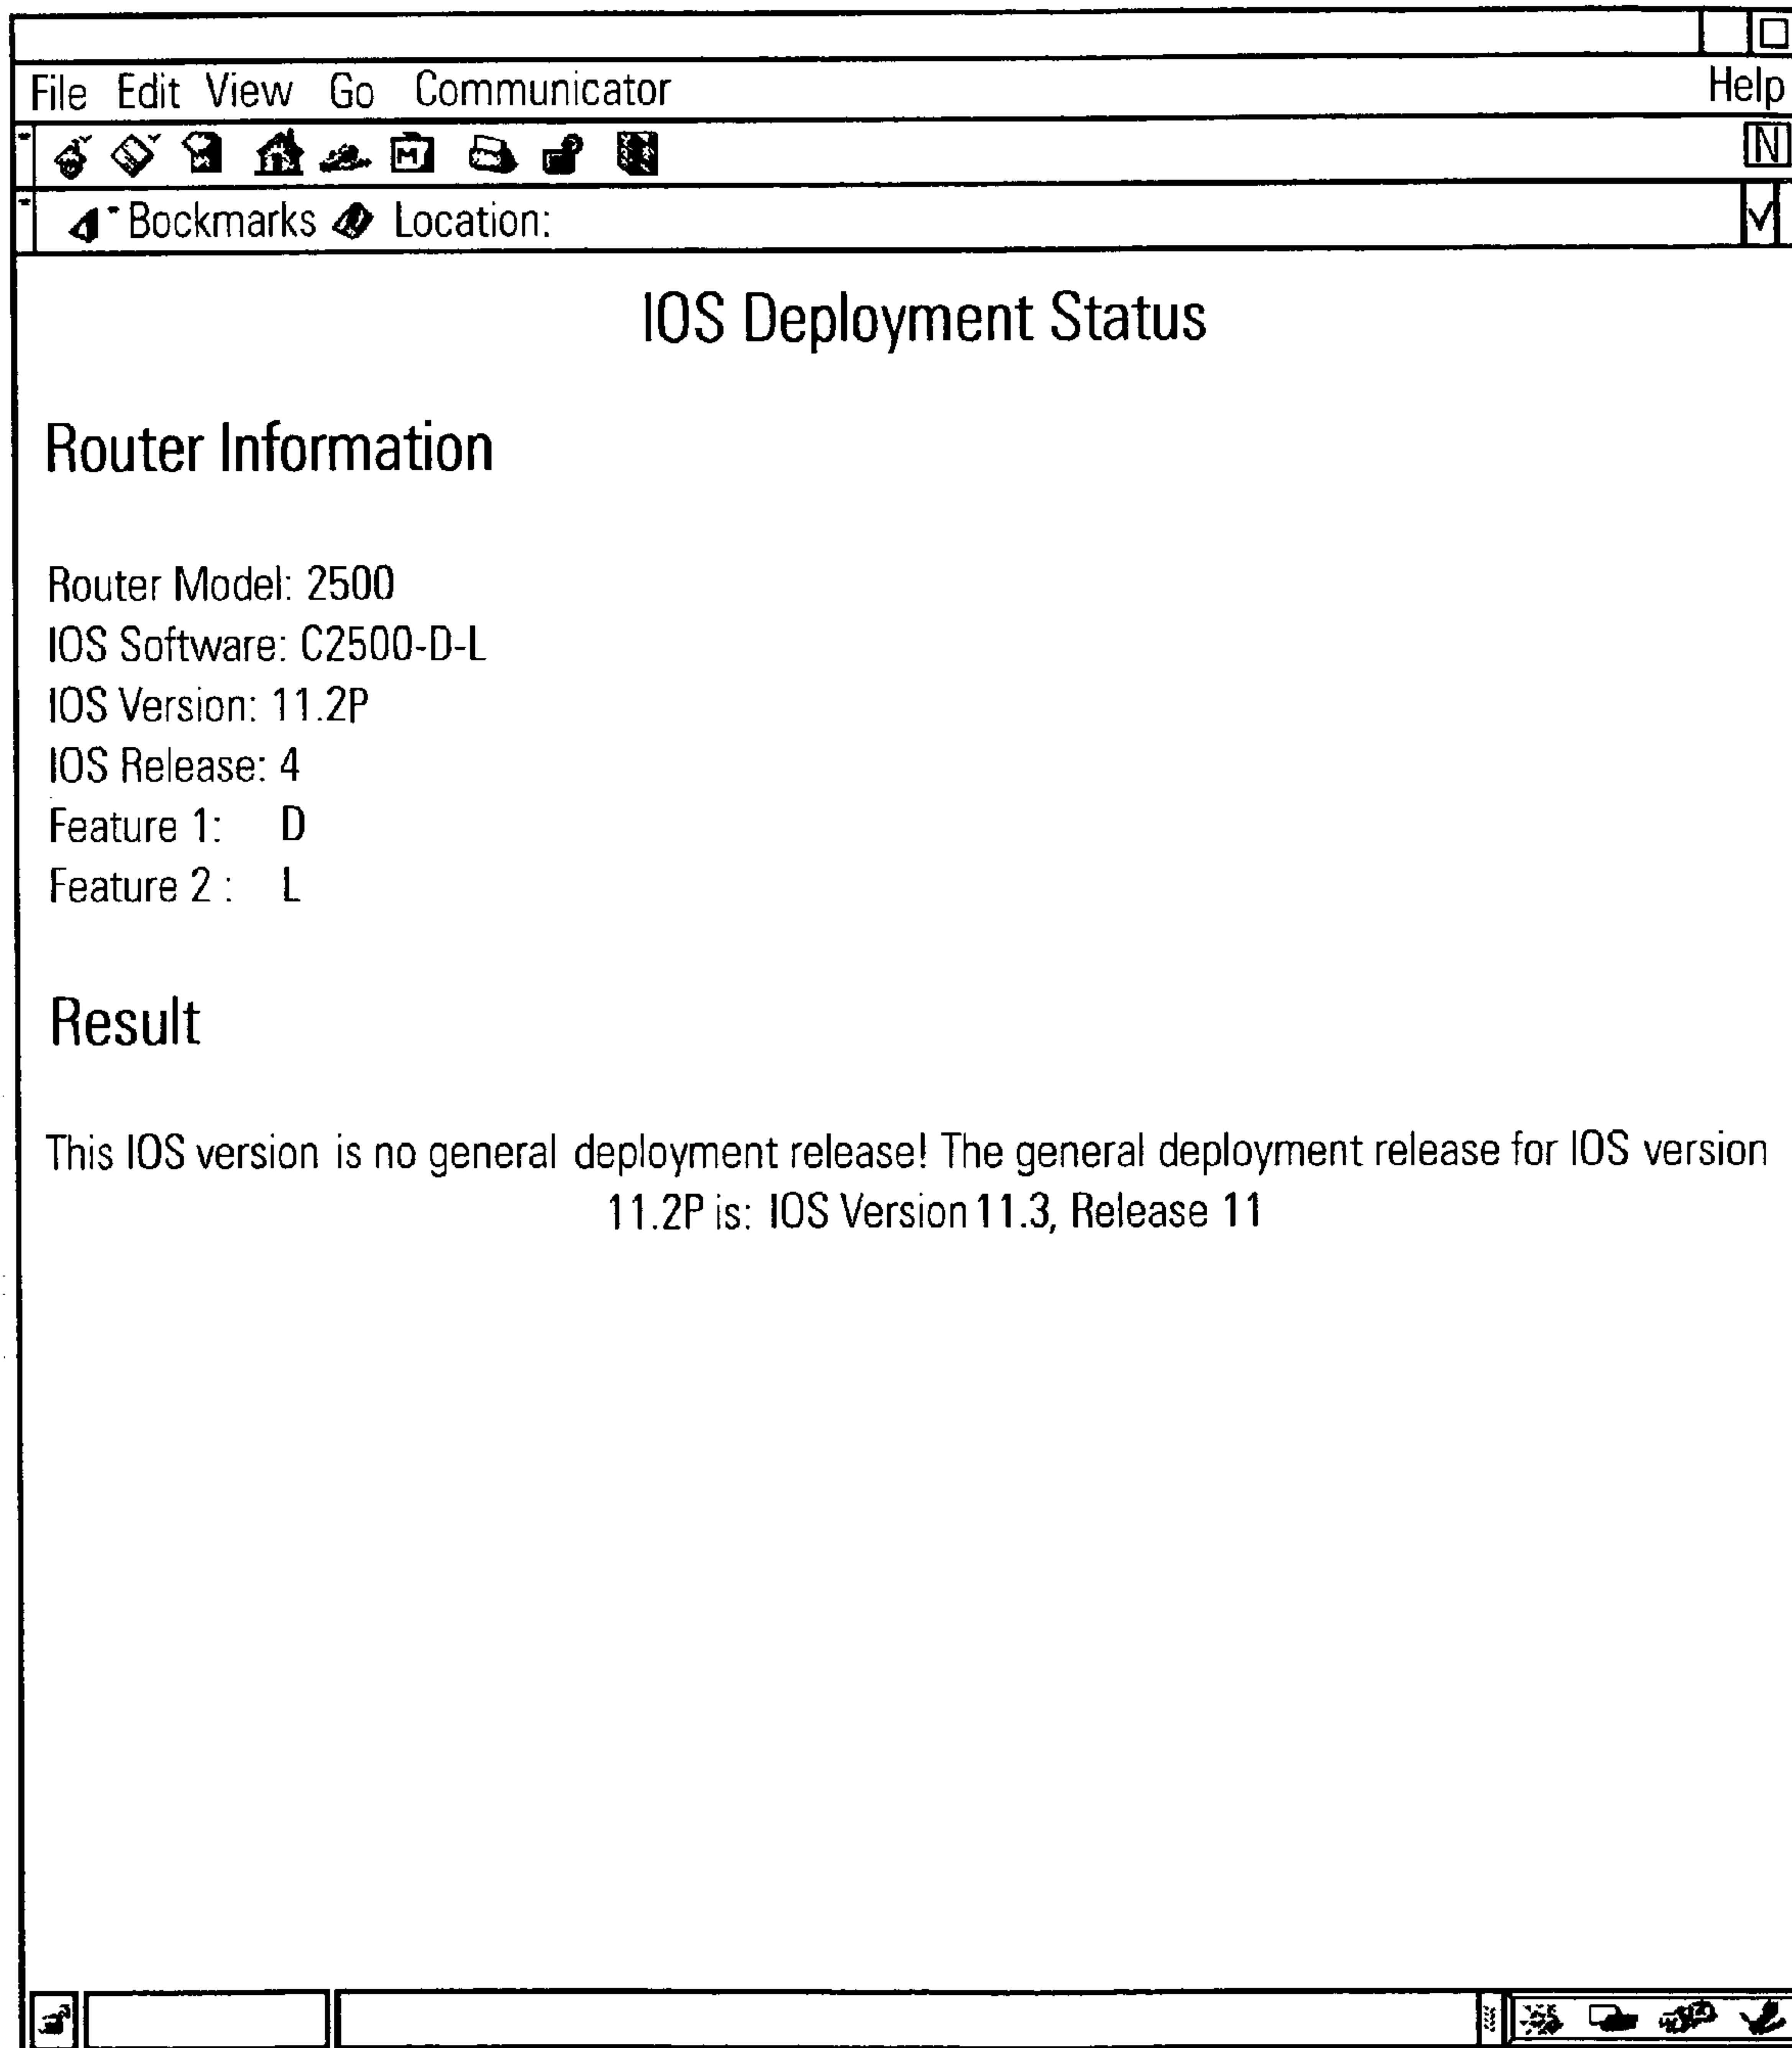 File Edit View Go Communicator Help
N
Bockmarks Location:
IOS Deployment Status
Router Information
Router Model: 2500
IOS Software: C2500-D-L
IOS Version: 11.2P
IOS Release: 4
Feature 1: D
Feature 2 : L
Result
This IOS version is no general deployment release! The general deployment release for IOS version
11.2P is: IOS Version 11.3, Release 11